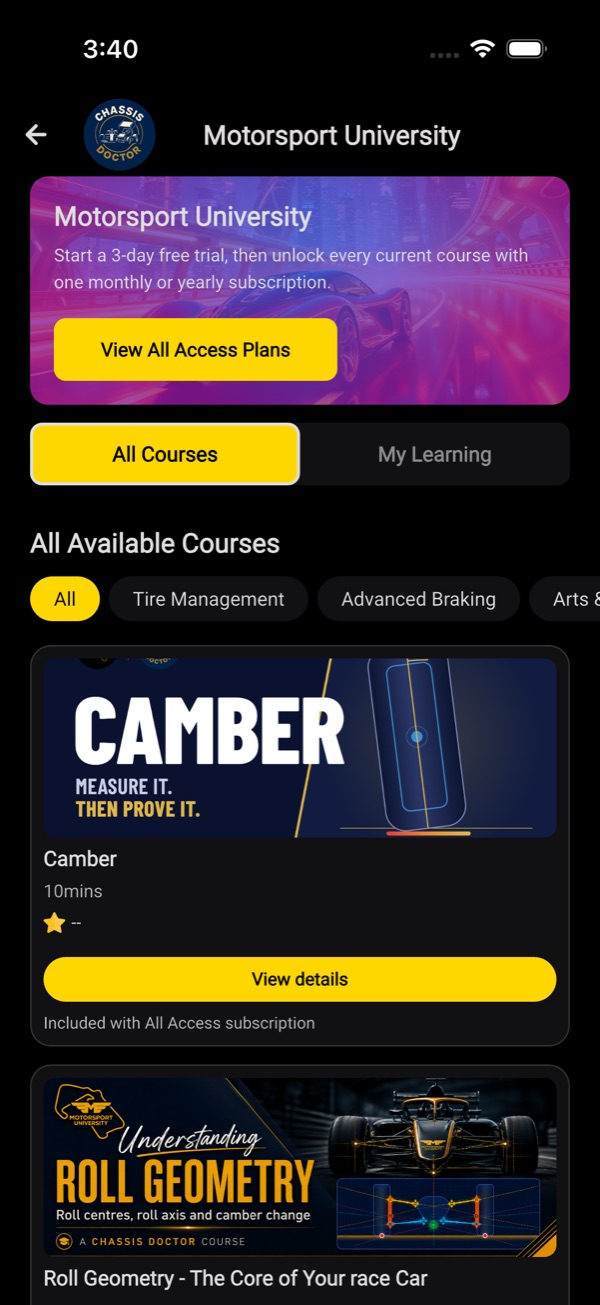 3:40
CHASSIS
DOCTOR
Motorsport University
Motorsport University
Start a 3-day free trial, then unlock every current course with
one monthly or yearly subscription.
View All Access Plans
All Courses
My Learning
All Available Courses
All
Tire Management
Advanced Braking
Arts &
CAMBER
MEASURE IT.
THEN PROVE IT.
Camber
10mins
--
View details
Included with All Access subscription
MOTORSPORT
UNIVERSITY
Understanding
ROLL GEOMETRY
Roll centres, roll axis and camber change
A CHASSIS DOCTOR COURSE
Roll Geometry - The Core of Your race Car